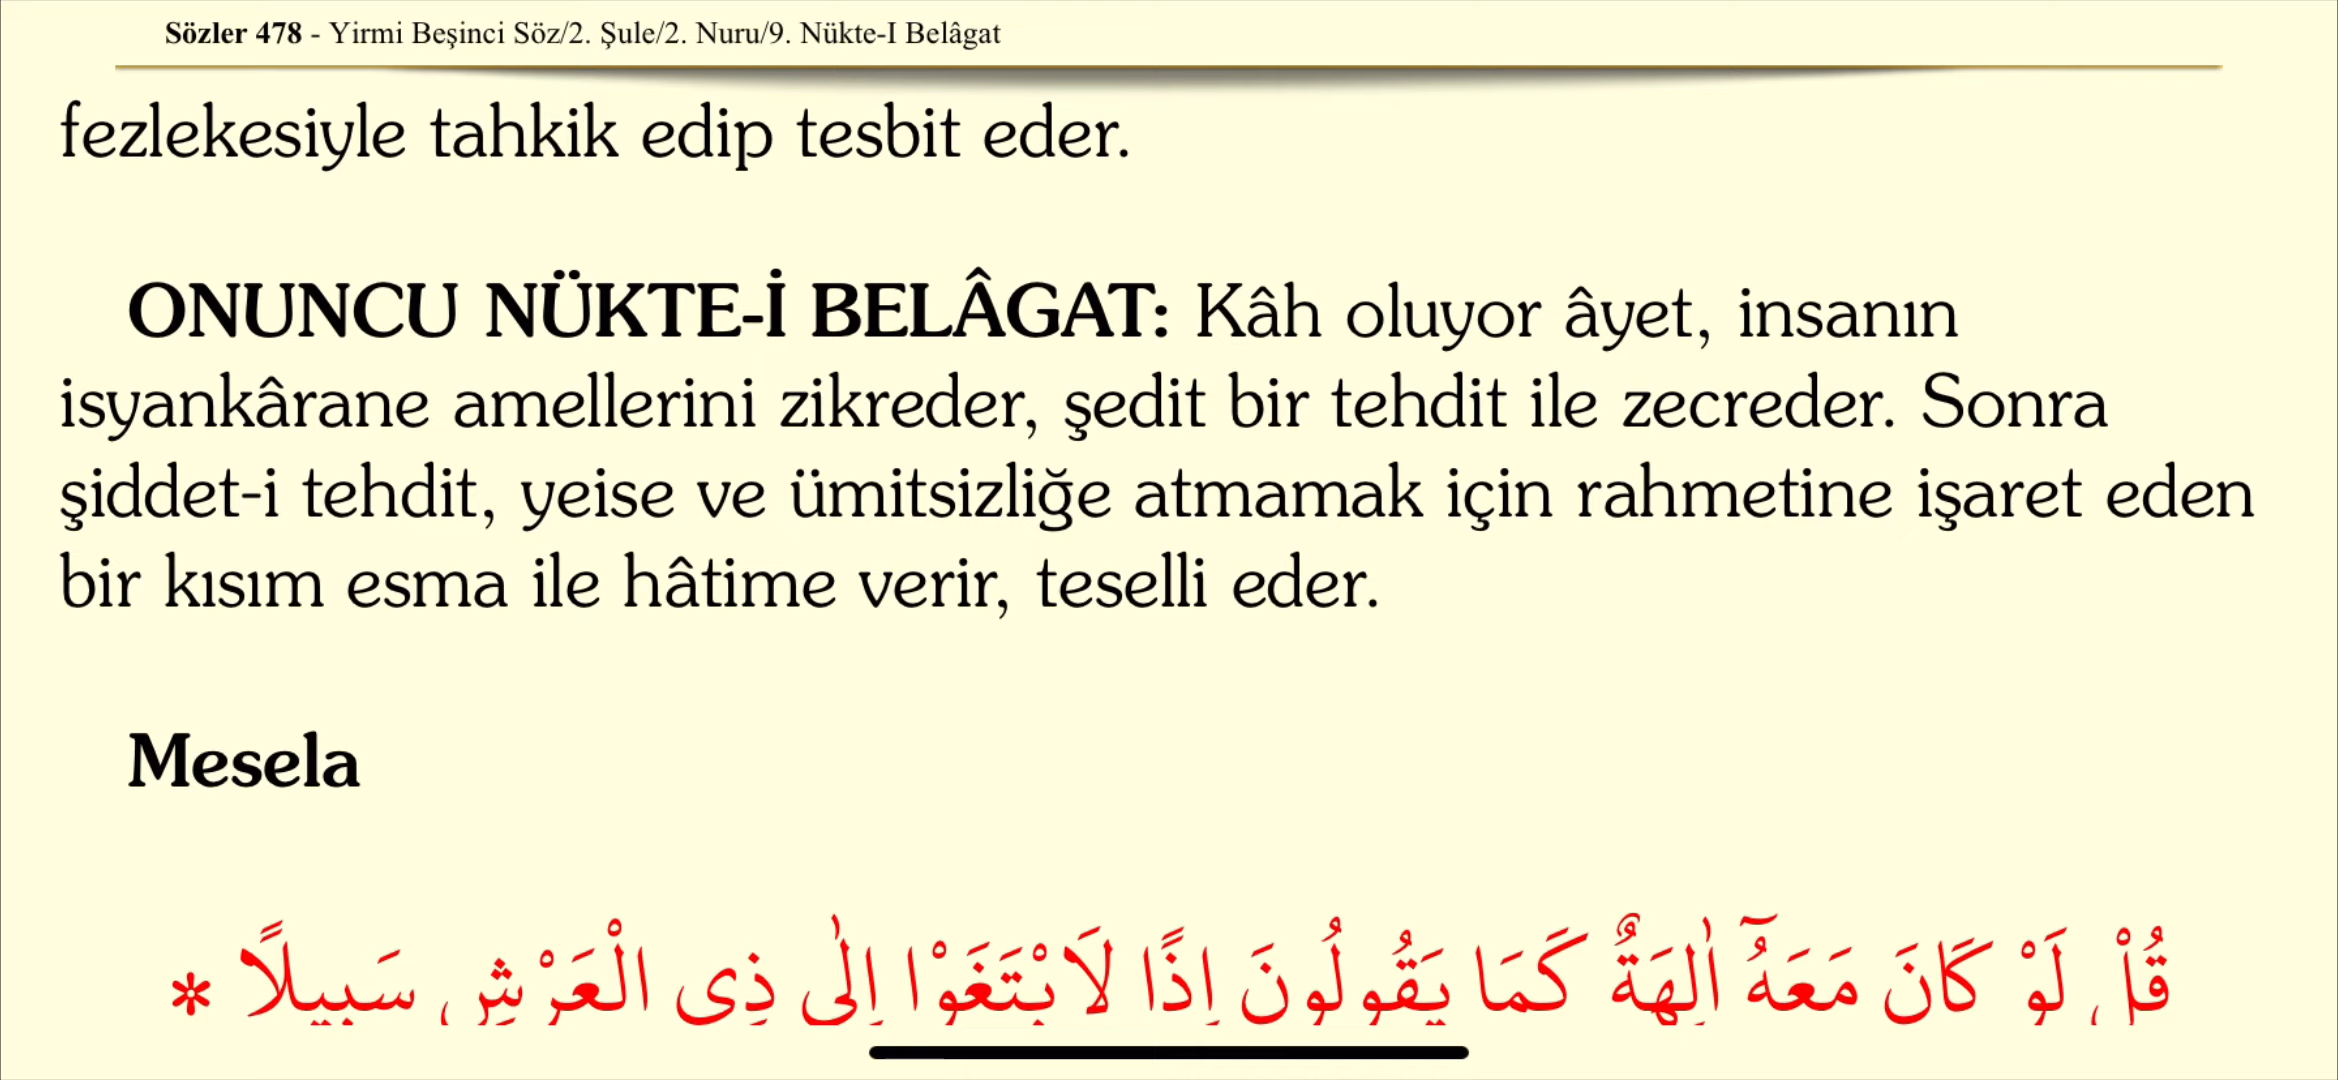 Sözler 478 - Yirmi Beşinci Söz/2. Şule/2. Nuru/9. Nükte-I Belâgat
fezlekesiyle tahkik edip tesbit eder.
ONUNCU NÜKTE-İ BELÂGAT: Kâh oluyor âyet, insanın
isyankârane amellerini zikreder, şedit bir tehdit ile zecreder. Sonra
şiddet-i tehdit, yeise ve ümitsizliğe atmamak için rahmetine işaret eden
bir kısım esma ile hâtime verir, teselli eder.
Mesela
قُلْ لَوْ كَانَ مَعَهُٓ اٰلِهَةٌ كَمَا يَقُولُونَ اِذًا لَابْتَغَوْا اِلٰى ذِى الْعَرْشِ سَبِيلًا *